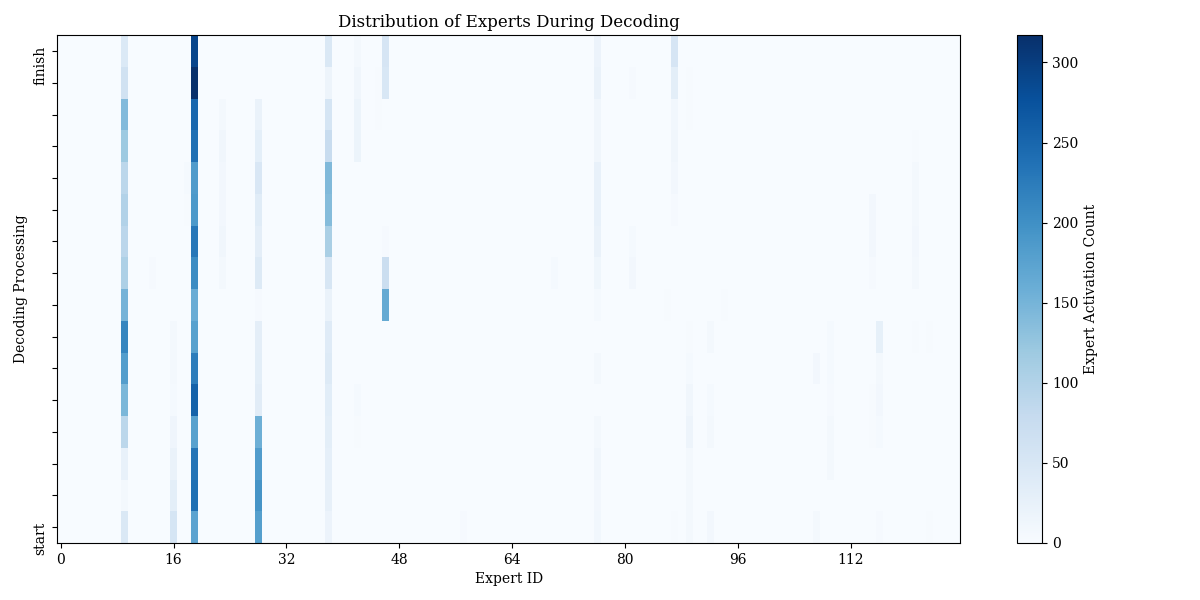 Distribution of Experts During Decoding
finish
Decoding Processing
start
0 16 32 48 64 80 96 112
Expert ID
300
250
200
150
100
50
0
Expert Activation Count